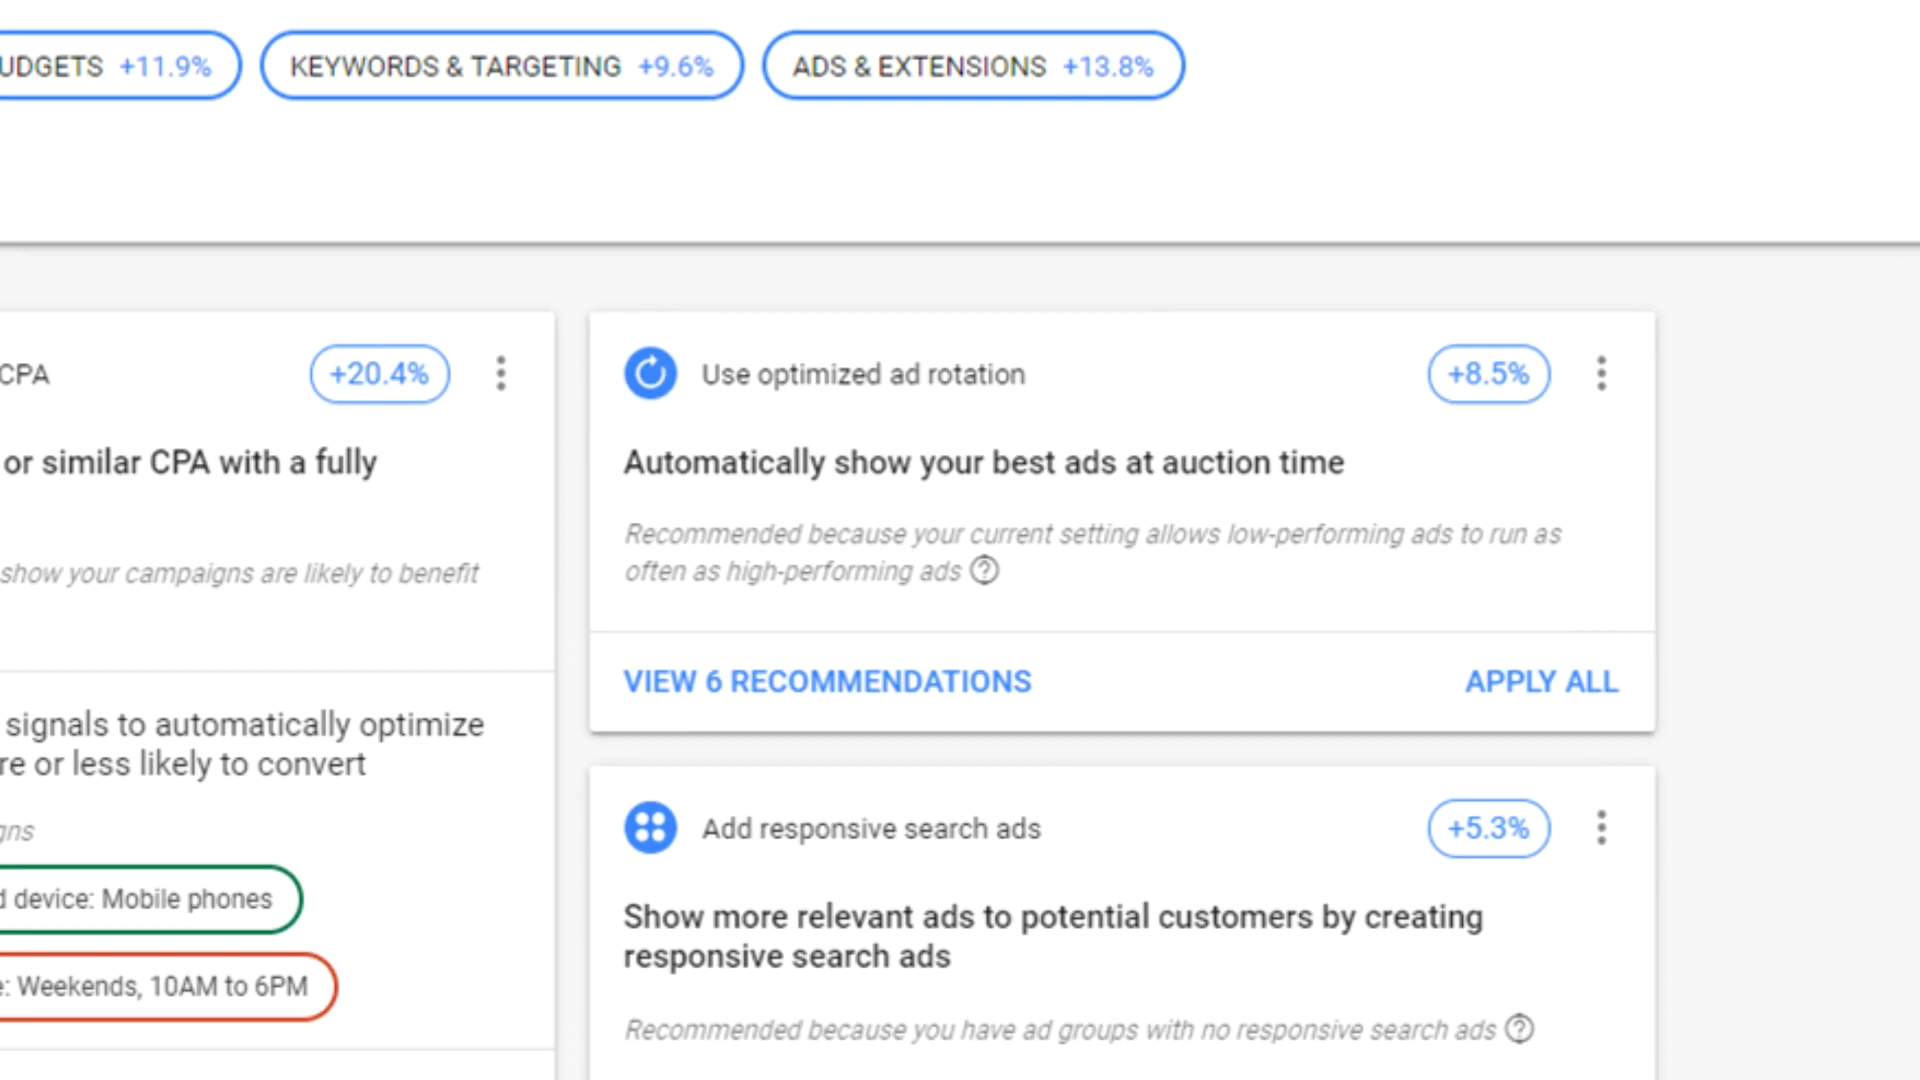 UDGETS +11.9%
KEYWORDS & TARGETING +9.6%
ADS & EXTENSIONS +13.8%
CPA
+20.4%
or similar CPA with a fully
show your campaigns are likely to benefit
signals to automatically optimize
re or less likely to convert
gns
d device: Mobile phones
e: Weekends, 10AM to 6PM
Use optimized ad rotation
+8.5%
Automatically show your best ads at auction time
Recommended because your current setting allows low-performing ads to run as
often as high-performing ads
VIEW 6 RECOMMENDATIONS
APPLY ALL
Add responsive search ads
+5.3%
Show more relevant ads to potential customers by creating
responsive search ads
Recommended because you have ad groups with no responsive search ads